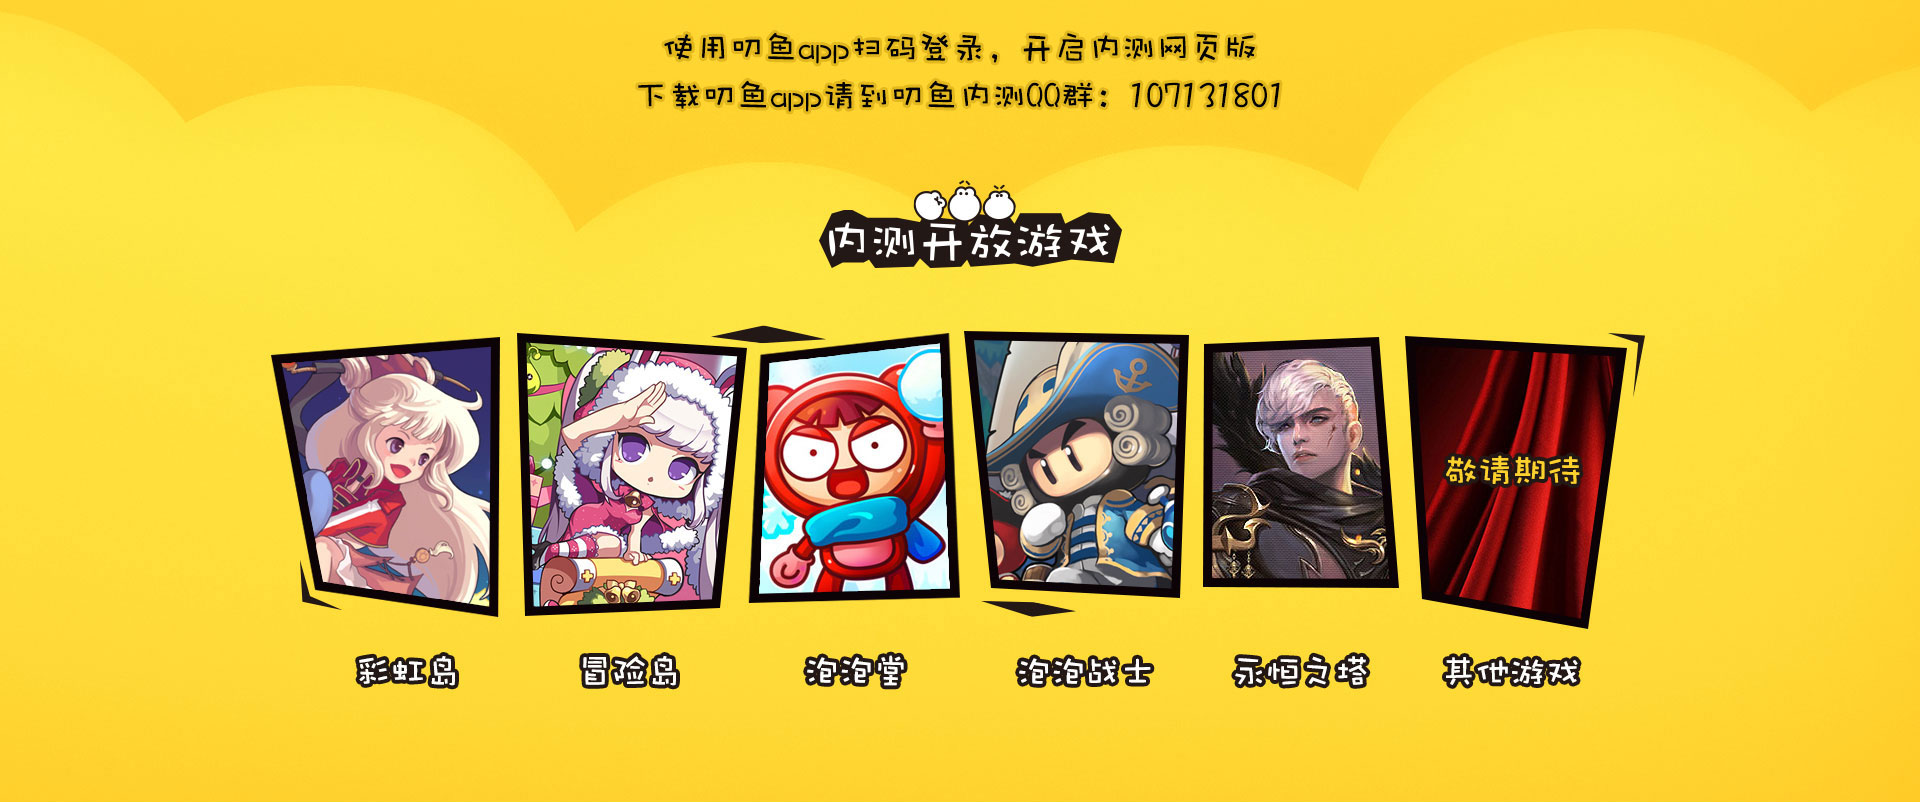 使用叨鱼app扫码登录，开启内测网页版
下载叨鱼app请到叨鱼内测QQ群：107131801
内测开放游戏
敬请期待
彩虹岛
冒险岛
泡泡堂
泡泡战士
永恒之塔
其他游戏